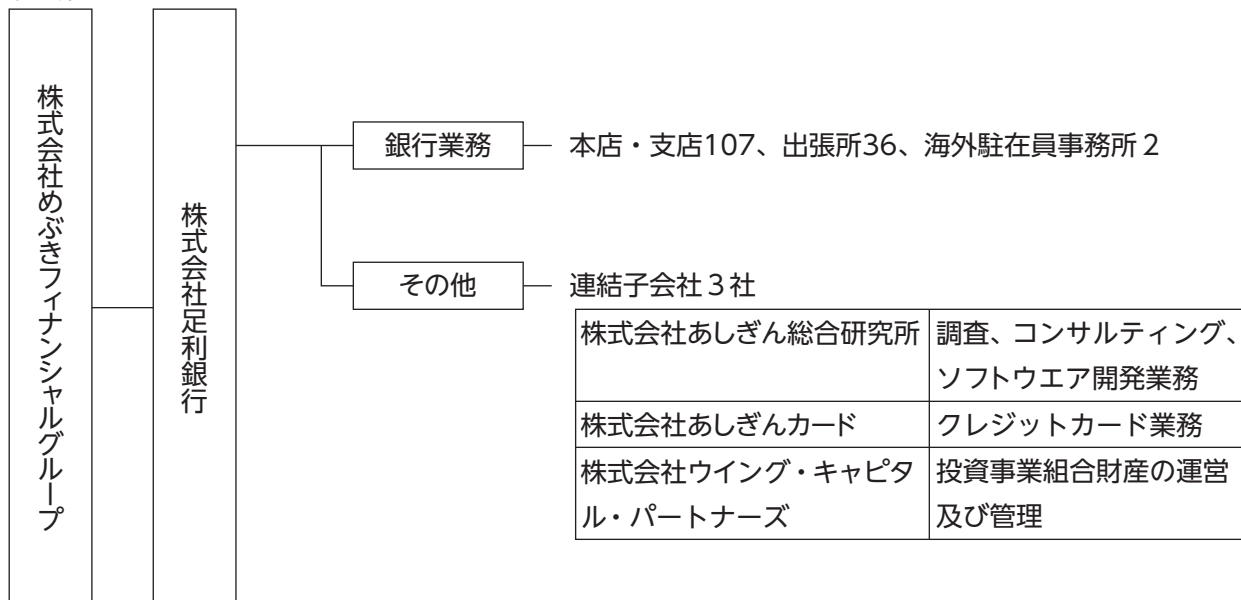 株式会社めぶきフィナンシャルグループ
株式会社足利銀行
銀行業務
本店・支店107、出張所36、海外駐在員事務所2
その他
連結子会社3社
株式会社あしぎん総合研究所
調査、コンサルティング、
ソフトウエア開発業務
株式会社あしぎんカード
クレジットカード業務
株式会社ウイング・キャピタ
ル・パートナーズ
投資事業組合財産の運営
及び管理